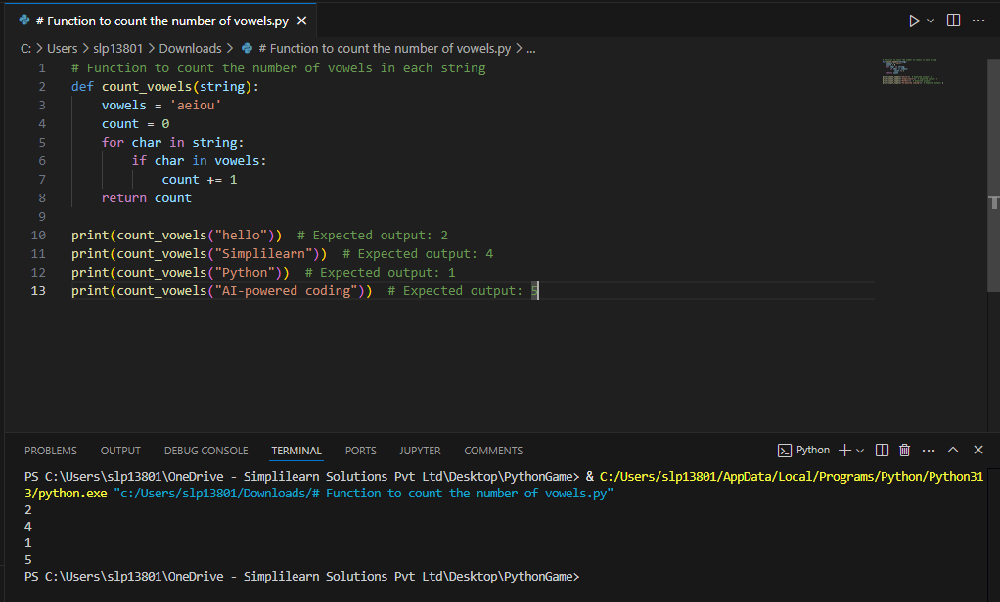 # Function to count the number of vowels.py
C: > Users > slp13801 > Downloads > # Function to count the number of vowels.py > ...
1 # Function to count the number of vowels in each string
2 def count_vowels(string):
3     vowels = 'aeiou'
4     count = 0
5     for char in string:
6         if char in vowels:
7             count += 1
8     return count
9
10 print(count_vowels("hello"))  # Expected output: 2
11 print(count_vowels("Simplilearn"))  # Expected output: 4
12 print(count_vowels("Python"))  # Expected output: 1
13 print(count_vowels("AI-powered coding"))  # Expected output: 5
PROBLEMS OUTPUT DEBUG CONSOLE TERMINAL PORTS JUPYTER COMMENTS Python
PS C:\Users\slp13801\OneDrive - Simplilearn Solutions Pvt Ltd\Desktop\PythonGame> & C:/Users/slp13801/AppData/Local/Programs/Python/Python31
3/python.exe "c:/Users/slp13801/Downloads/# Function to count the number of vowels.py"
2
4
1
5
PS C:\Users\slp13801\OneDrive - Simplilearn Solutions Pvt Ltd\Desktop\PythonGame>